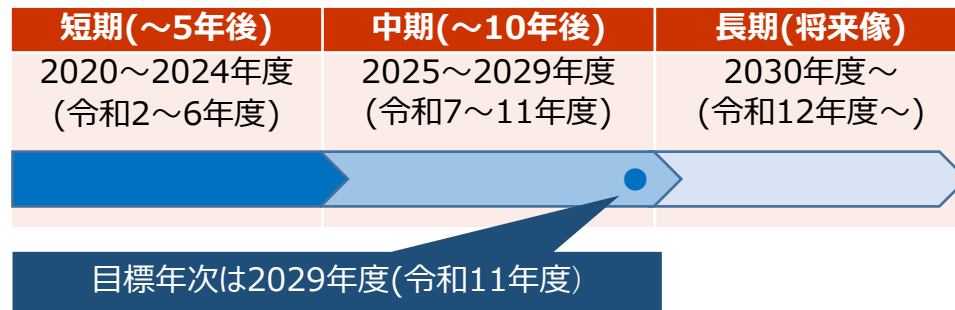 短期(～5年後) 中期(～10年後) 長期(将来像)
2020～2024年度 2025～2029年度 2030年度～
(令和2～6年度) (令和7～11年度) (令和12年度～)
目標年次は2029年度(令和11年度）